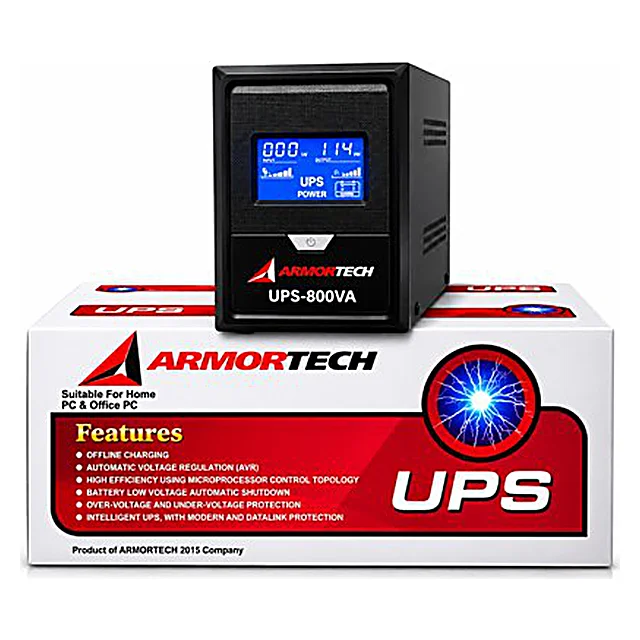 000 114
INPUT OUTPUT
UPS
POWER
ARMORTECH
UPS-800VA
UPS UPS
ARMORTECH
Suitable For Home
PC & Office PC
Features
OFFLINE CHARGING
AUTOMATIC VOLTAGE REGULATION (AVR)
HIGH EFFICIENCY USING MICROPROCESSOR CONTROL TOPOLOGY
BATTERY LOW VOLTAGE AUTOMATIC SHUTDOWN
OVER-VOLTAGE AND UNDER-VOLTAGE PROTECTION
INTELLIGENT UPS, WITH MODERN AND DATALINK PROTECTION
UPS
Product of ARMORTECH 2015 Company